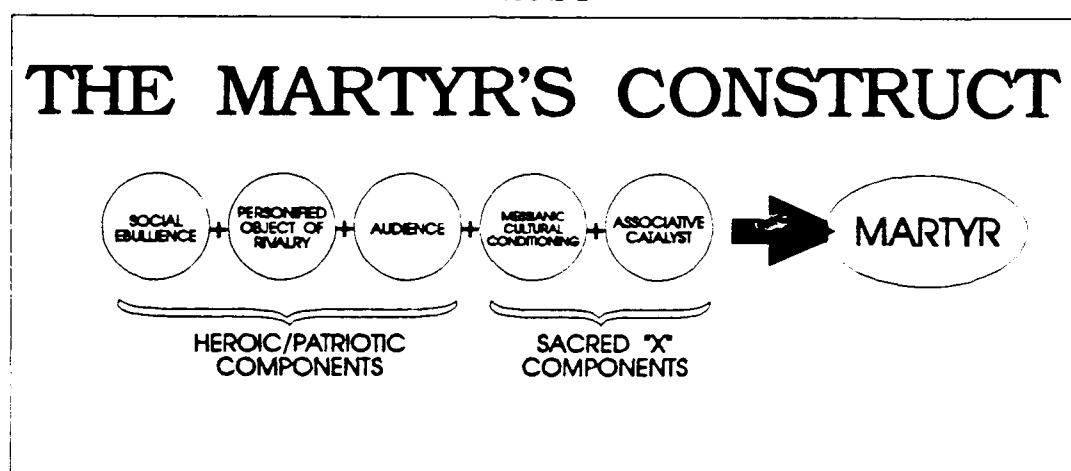 THE MARTYR'S CONSTRUCT
SOCIAL
EBULLIENCE
+
PERSONIFIED
OBJECT OF
RIVALRY
+
AUDIENCE
+
MESSIANIC
CULTURAL
CONDITIONING
+
ASSOCIATIVE
CATALYST
MARTYR
HEROIC/PATRIOTIC
COMPONENTS
SACRED "X"
COMPONENTS